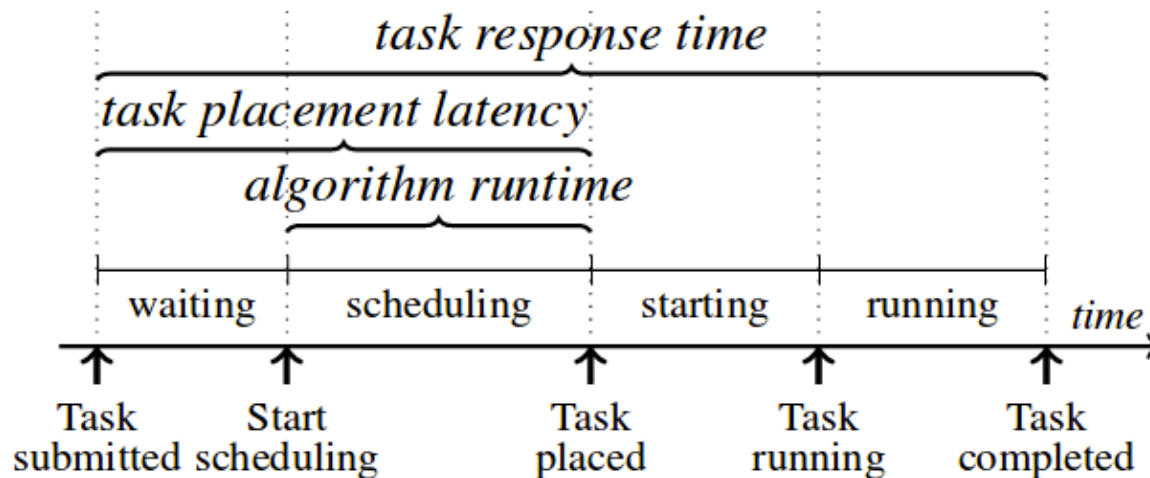 task response time
task placement latency
algorithm runtime
waiting scheduling starting running
time
Task Start Task Task Task
submitted scheduling placed running completed